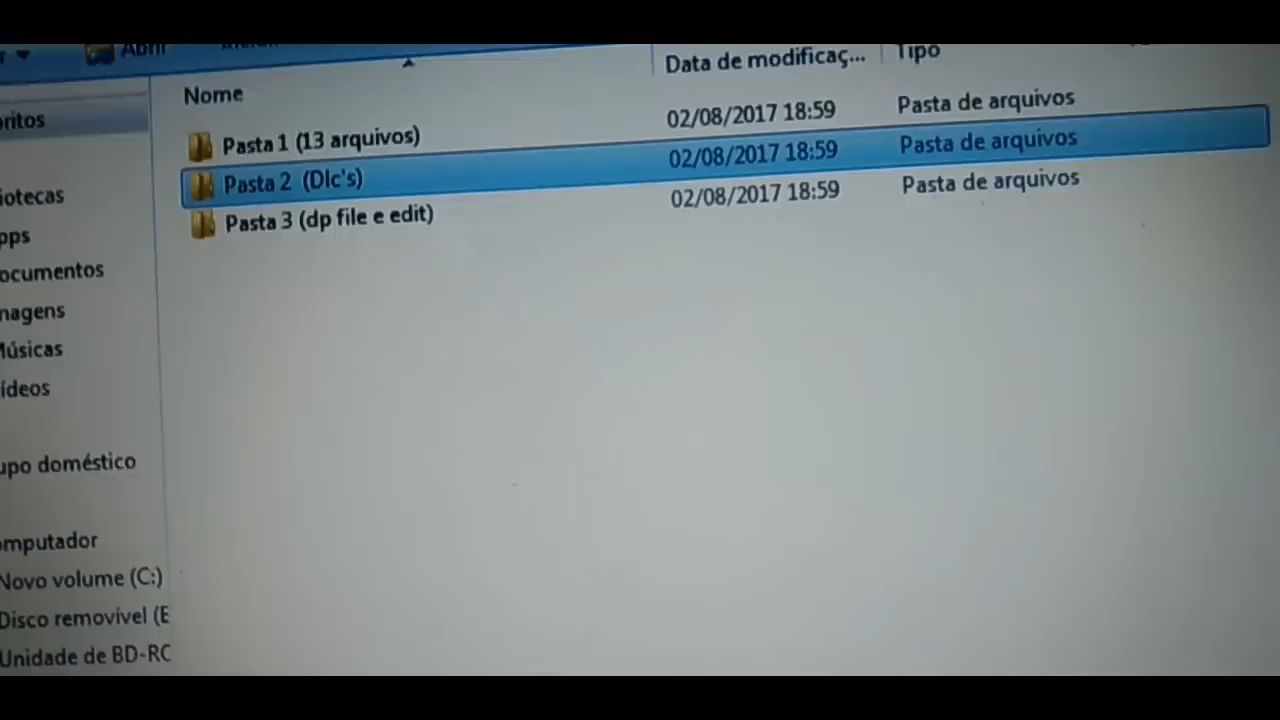 Abrir
Nome
Data de modificaç...
Tipo
Pasta 1 (13 arquivos)
02/08/2017 18:59
Pasta de arquivos
Pasta 2 (Dlc's)
02/08/2017 18:59
Pasta de arquivos
Pasta 3 (dp file e edit)
02/08/2017 18:59
Pasta de arquivos
ritos
iotecas
pps
ocumentos
nagens
Músicas
ídeos
upo doméstico
omputador
Novo volume (C:)
Disco removível (E
Unidade de BD-RC